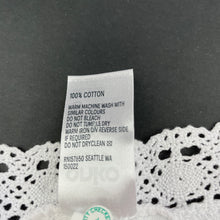 100% COTTON
WARM MACHINE WASH WITH
SIMILAR COLOURS
DO NOT BLEACH
DO NOT TUMBLE DRY
WARM IRON ON REVERSE SIDE
IF REQUIRED
DO NOT DRYCLEAN
SEATTLE WA
150022